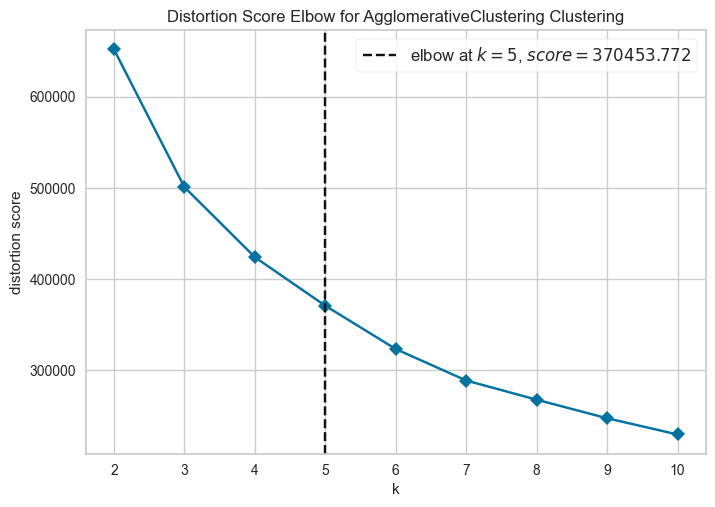 Distortion Score Elbow for AgglomerativeClustering Clustering
elbow at k = 5, score = 370453.772
distortion score
600000
500000
400000
300000
2 3 4 5 6 7 8 9 10
k